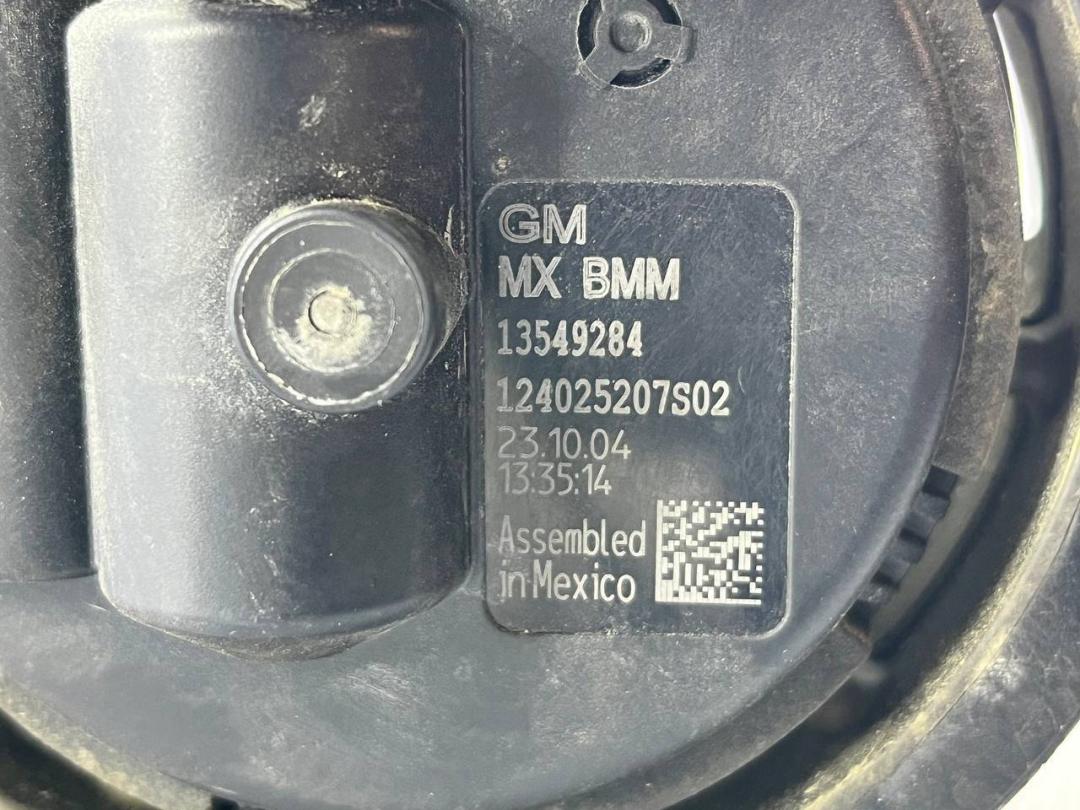 GM
MX BMM
13549284
124025207S02
23.10.04
13:35:14
Assembled
in Mexico